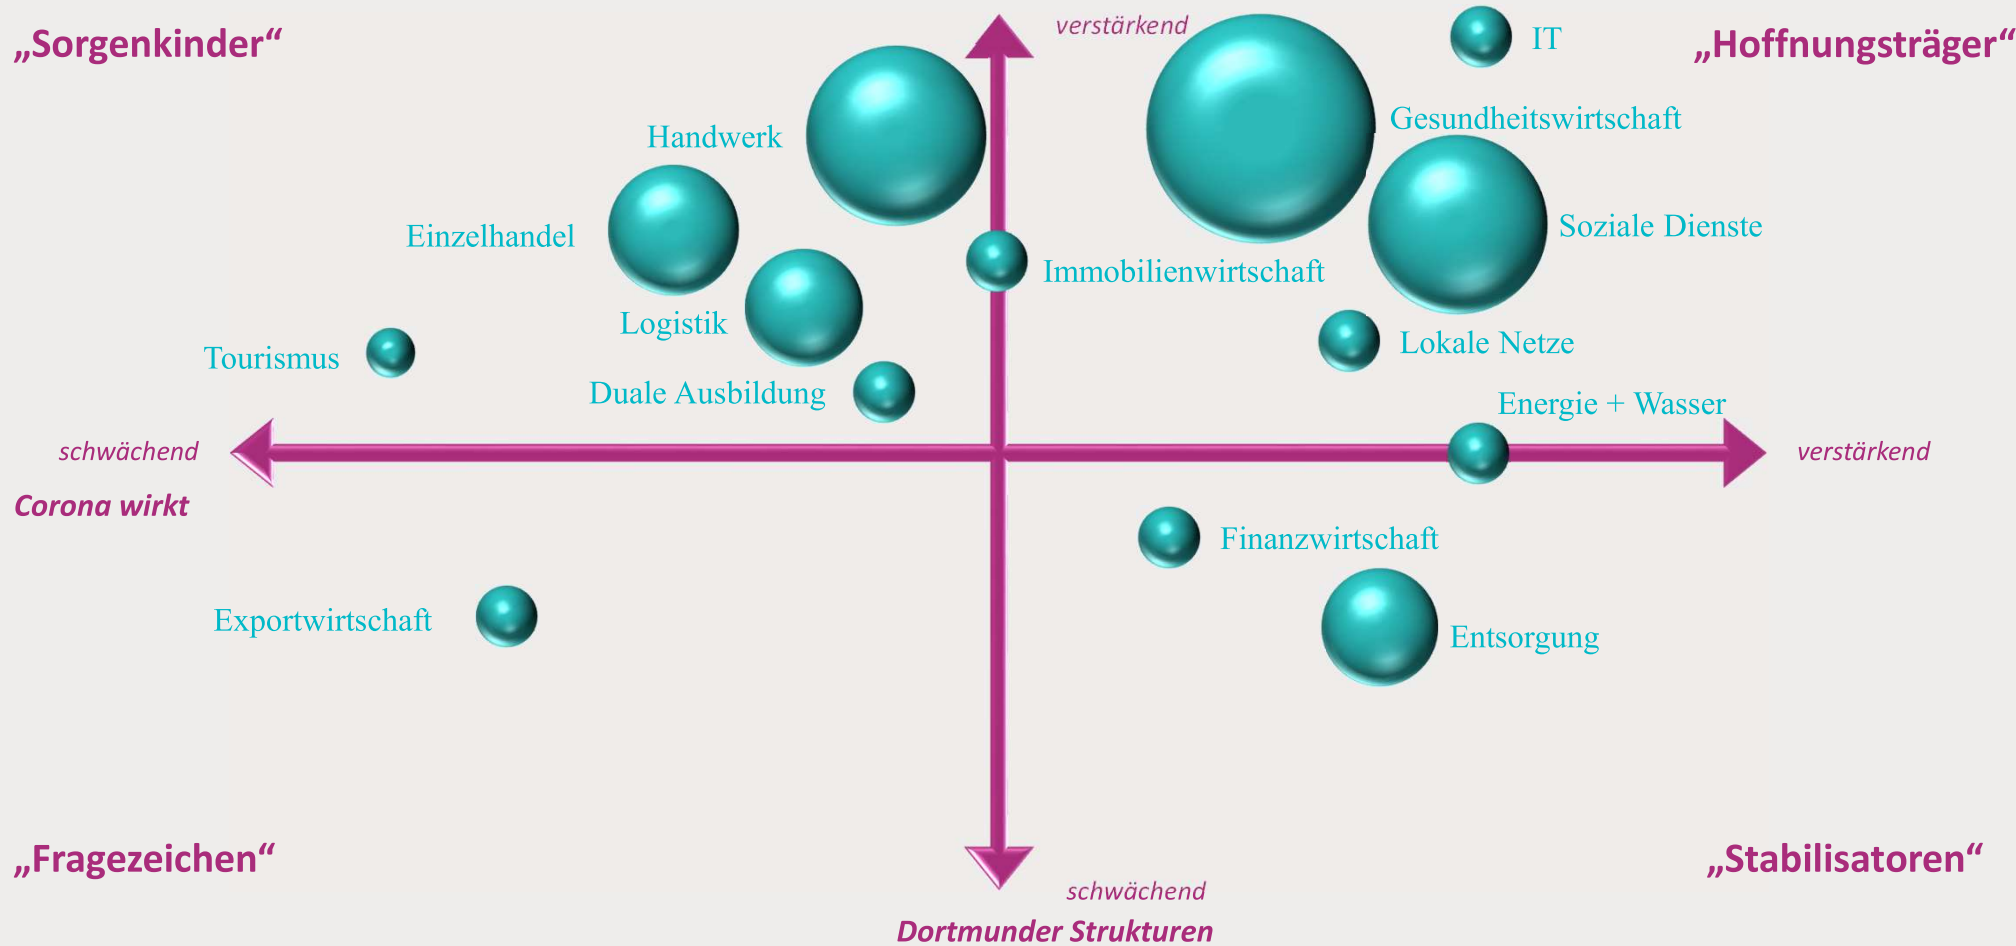 „Sorgenkinder“
verstärkend
IT
„Hoffnungsträger“
Handwerk
Gesundheitswirtschaft
Einzelhandel
Soziale Dienste
Immobilienwirtschaft
Logistik
Lokale Netze
Tourismus
Duale Ausbildung
Energie + Wasser
schwächend
verstärkend
Corona wirkt
Finanzwirtschaft
Exportwirtschaft
Entsorgung
„Fragezeichen“
„Stabilisatoren“
schwächend
Dortmunder Strukturen